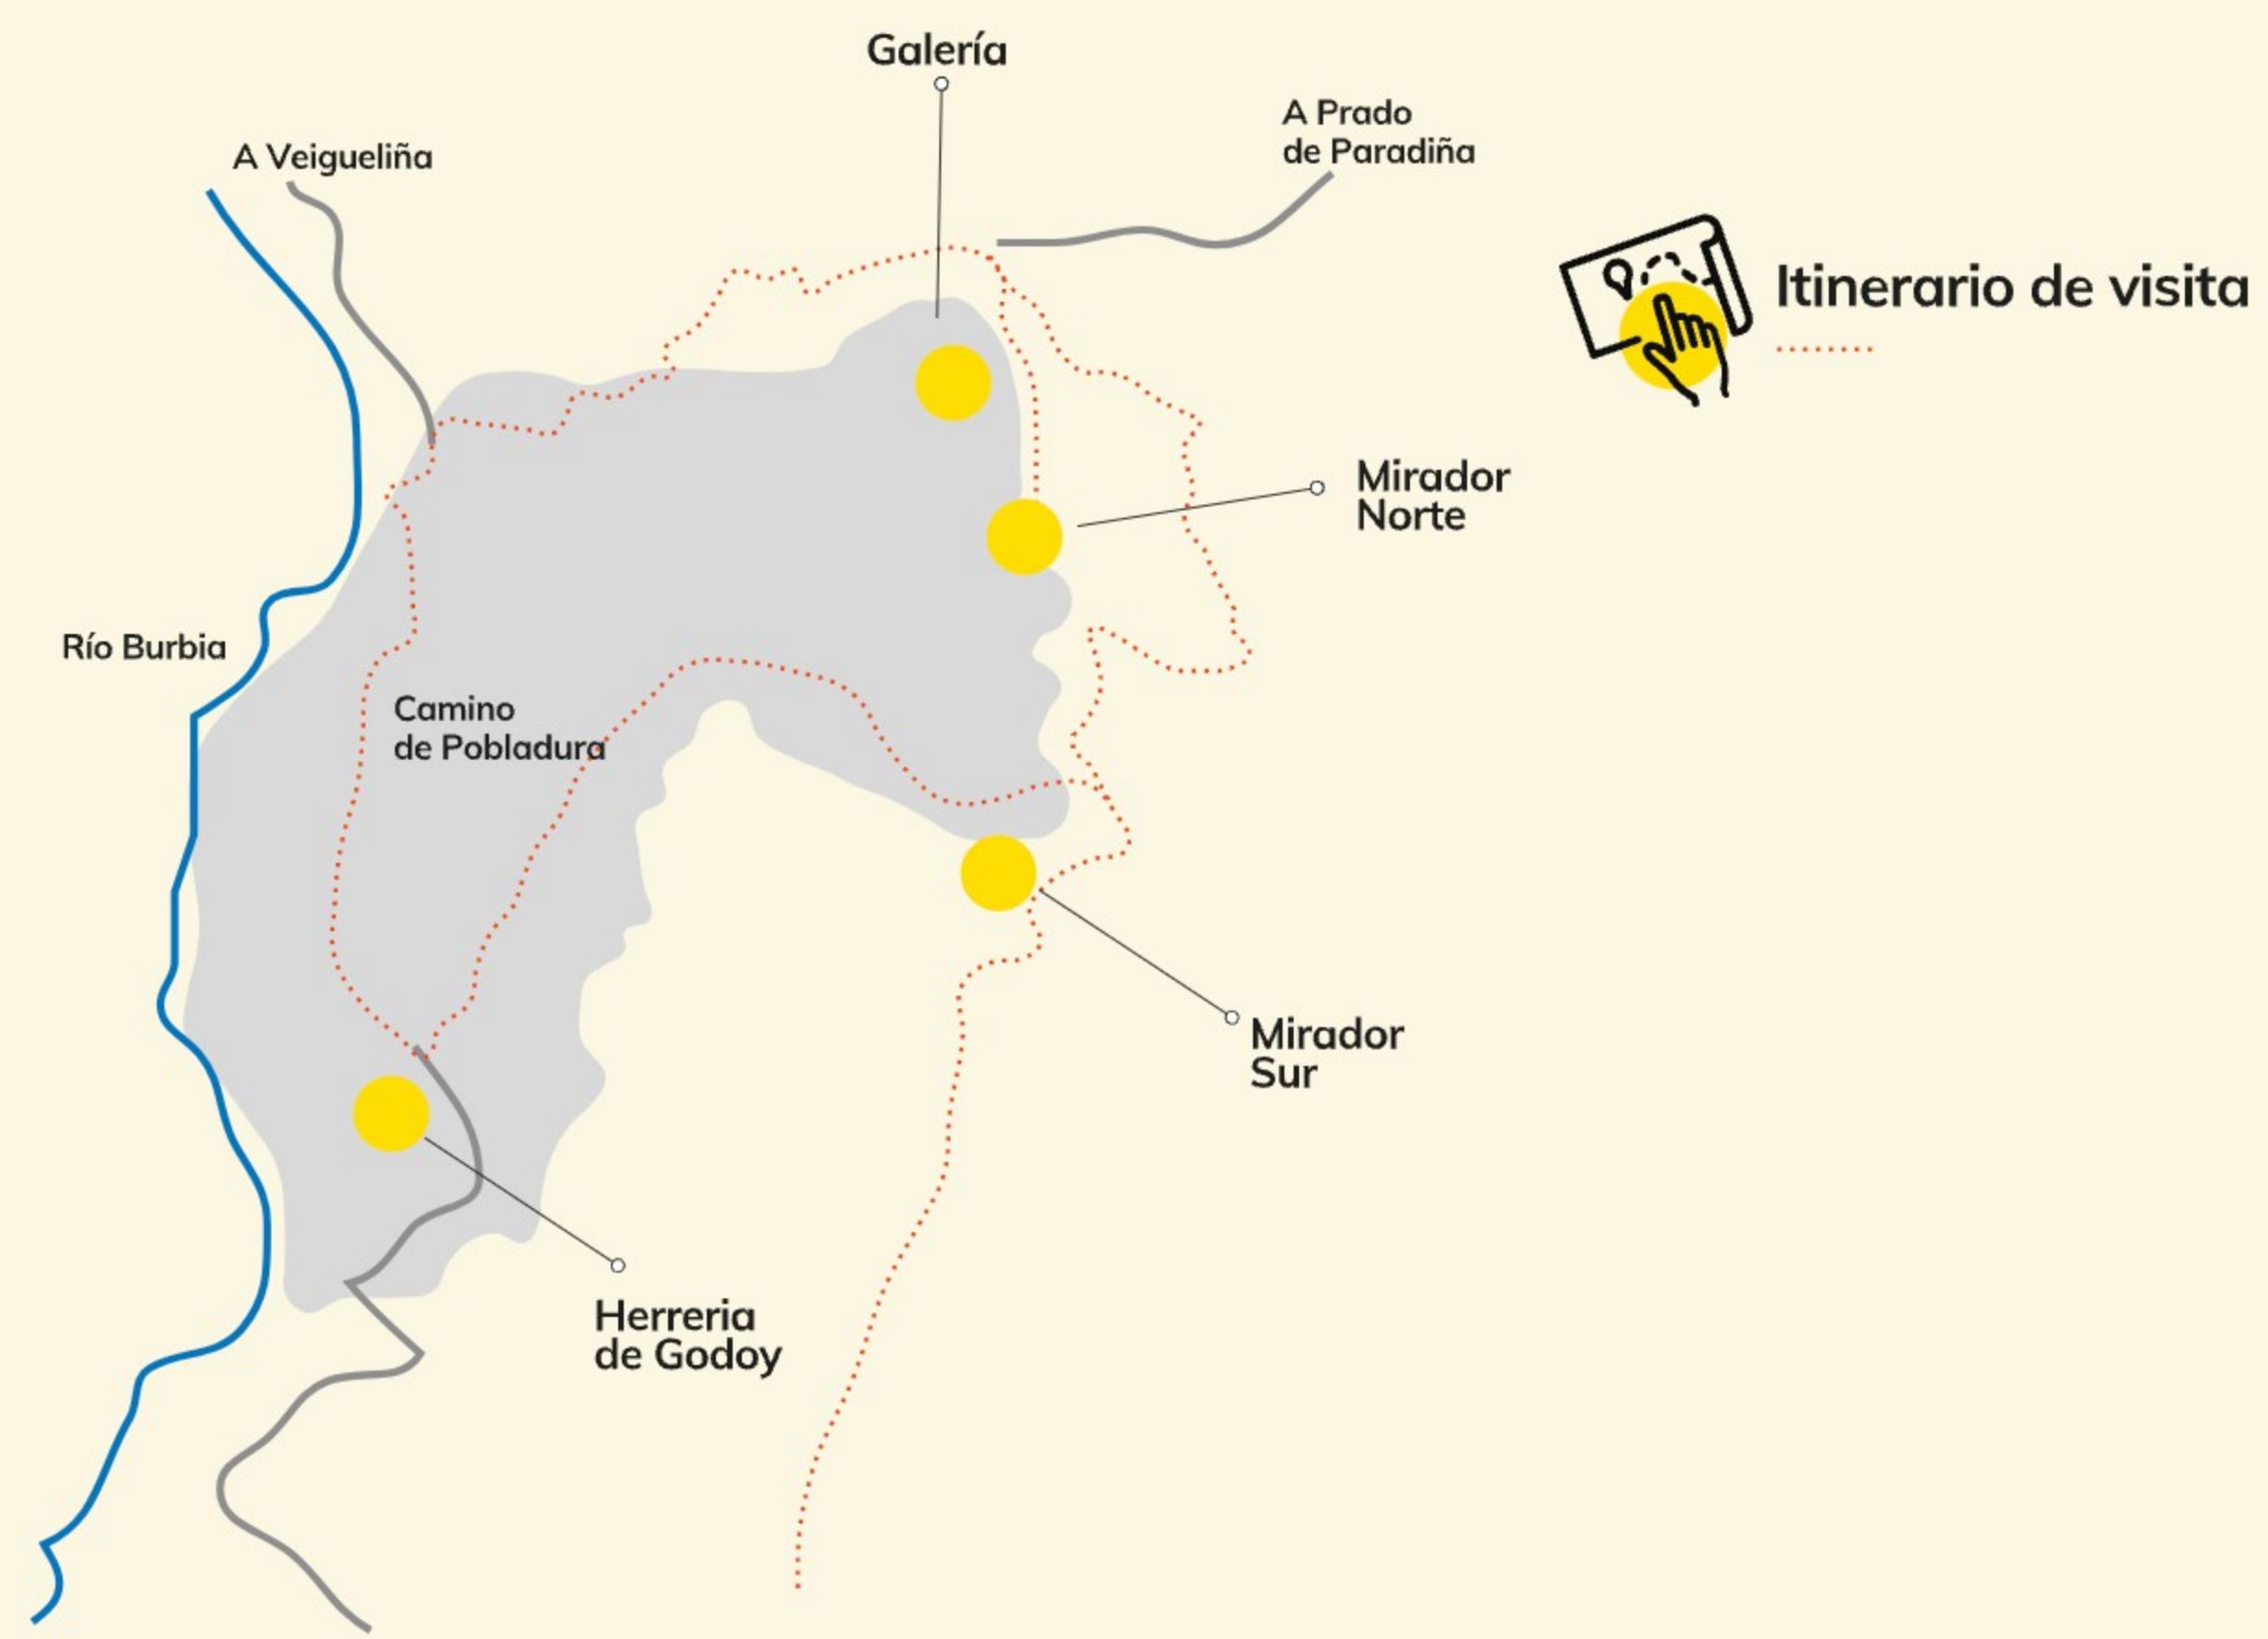 Galería
A Prado
de Paradiña
A Veigueliña
Itinerario de visita
Mirador
Norte
Río Burbia
Camino
de Pobladura
Mirador
Sur
Herreria
de Godoy